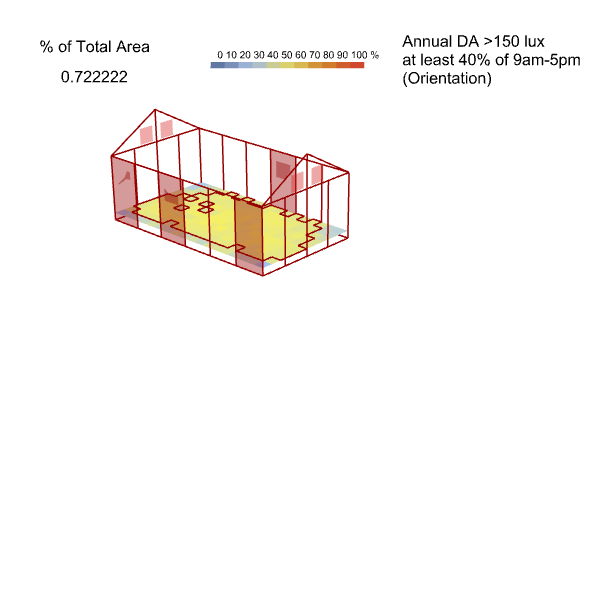 % of Total Area
0.722222
0 10 20 30 40 50 60 70 80 90 100 %
Annual DA >150 lux
at least 40% of 9am-5pm
(Orientation)